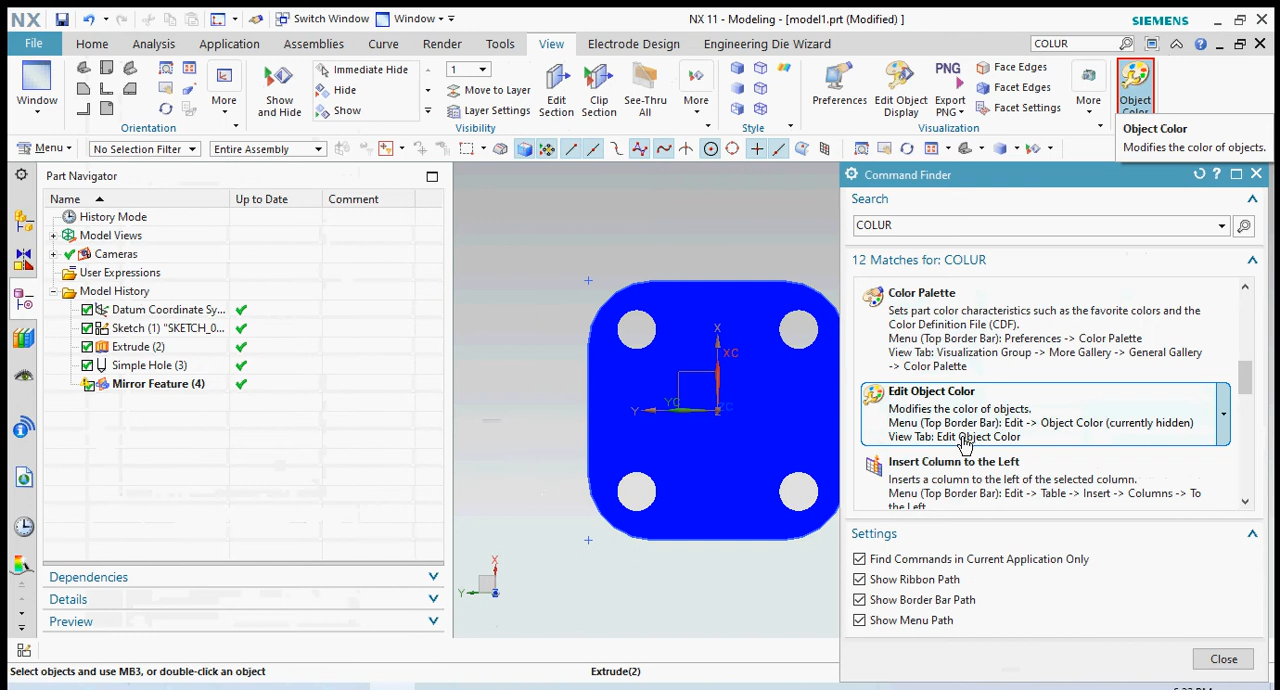 NX
Switch Window
Window
NX 11 - Modeling - [model1.prt (Modified) ]
SIEMENS
File
Home
Analysis
Application
Assemblies
Curve
Render
Tools
View
Electrode Design
Engineering Die Wizard
COLUR
Window
More
Orientation
Show
and Hide
Immediate Hide
Hide
Show
1
Move to Layer
Layer Settings
Edit
Section
Clip
Section
See-Thru
All
More
Visibility
Style
Preferences
Edit Object
Display
Export
PNG
PNG
Face Edges
Facet Edges
Facet Settings
More
Visualization
Object
Color
Object Color
Modifies the color of objects.
Menu
No Selection Filter
Entire Assembly
Part Navigator
Name
Up to Date
Comment
History Mode
Model Views
Cameras
User Expressions
Model History
Datum Coordinate Sy...
Sketch (1) "SKETCH_0...
Extrude (2)
Simple Hole (3)
Mirror Feature (4)
Dependencies
Details
Preview
X
XC
Y
YC
ZC
Z
X
Y
Command Finder
Search
COLUR
12 Matches for: COLUR
Color Palette
Sets part color characteristics such as the favorite colors and the
Color Definition File (CDF).
Menu (Top Border Bar): Preferences -> Color Palette
View Tab: Visualization Group -> More Gallery -> General Gallery
-> Color Palette
Edit Object Color
Modifies the color of objects.
Menu (Top Border Bar): Edit -> Object Color (currently hidden)
View Tab: Edit Object Color
Insert Column to the Left
Inserts a column to the left of the selected column.
Menu (Top Border Bar): Edit -> Table -> Insert -> Columns -> To
the Left
Settings
Find Commands in Current Application Only
Show Ribbon Path
Show Border Bar Path
Show Menu Path
Close
Select objects and use MB3, or double-click an object
Extrude(2)